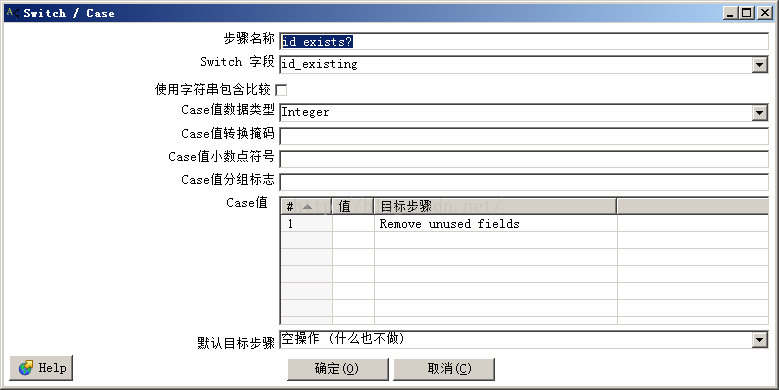 Switch / Case
步骤名称 id exists?
Switch 字段 id_existing
使用字符串包含比较
Case值数据类型 Integer
Case值转换掩码
Case值小数点符号
Case值分组标志
Case值
# 值 目标步骤
1 Remove unused fields
默认目标步骤 空操作 (什么也不做)
Help 确定(O) 取消(C)